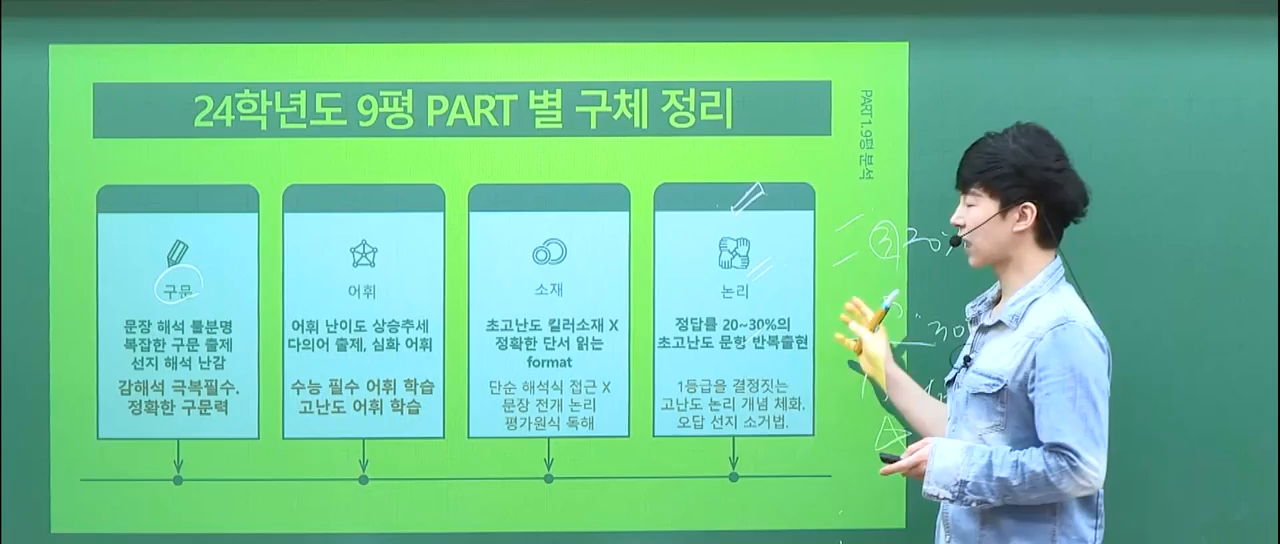 24학년도 9평 PART 별 구체 정리
PART 1. 9평 분석
구문
문장 해석 불분명
복잡한 구문 출제
선지 해석 난감
감해석 극복필수.
정확한 구문력
어휘
어휘 난이도 상승추세
다의어 출제, 심화 어휘
수능 필수 어휘 학습
고난도 어휘 학습
소재
초고난도 킬러소재 X
정확한 단서 읽는
format
단순 해석식 접근 X
문장 전개 논리
평가원식 독해
논리
정답률 20~30%의
초고난도 문항 반복출현
1등급을 결정짓는
고난도 논리 개념 체화.
오답 선지 소거법.
② 20%
30